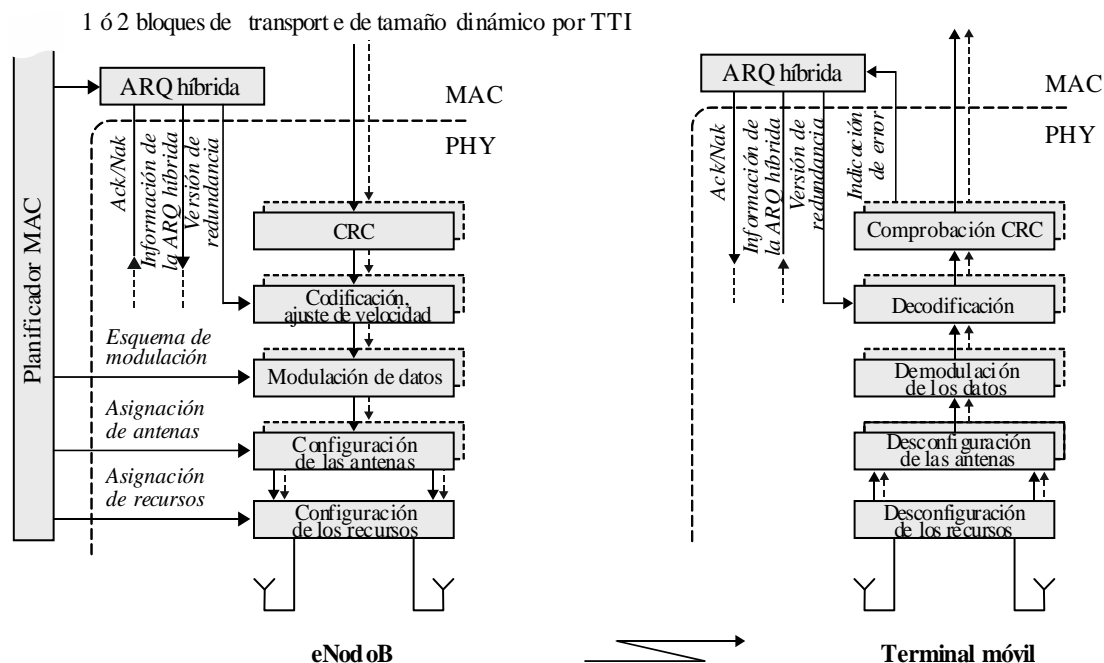 1 ó 2 bloques de transporte de tamaño dinámico por TTI
Planificador MAC
ARQ híbrida
MAC
PHY
Ack/Nak
Información de
la ARQ híbrida
Versión de
redundancia
CRC
Codificación,
ajuste de velocidad
Esquema de
modulación
Modulación de datos
Asignación
de antenas
Configuración
de las antenas
Asignación
de recursos
Configuración
de los recursos
eNodoB
ARQ híbrida
MAC
PHY
Ack/Nak
Información de
la ARQ híbrida
Versión de
redundancia
Indicación
de error
Comprobación CRC
Decodificación
Demodulación
de los datos
Desconfiguración
de las antenas
Desconfiguración
de los recursos
Terminal móvil